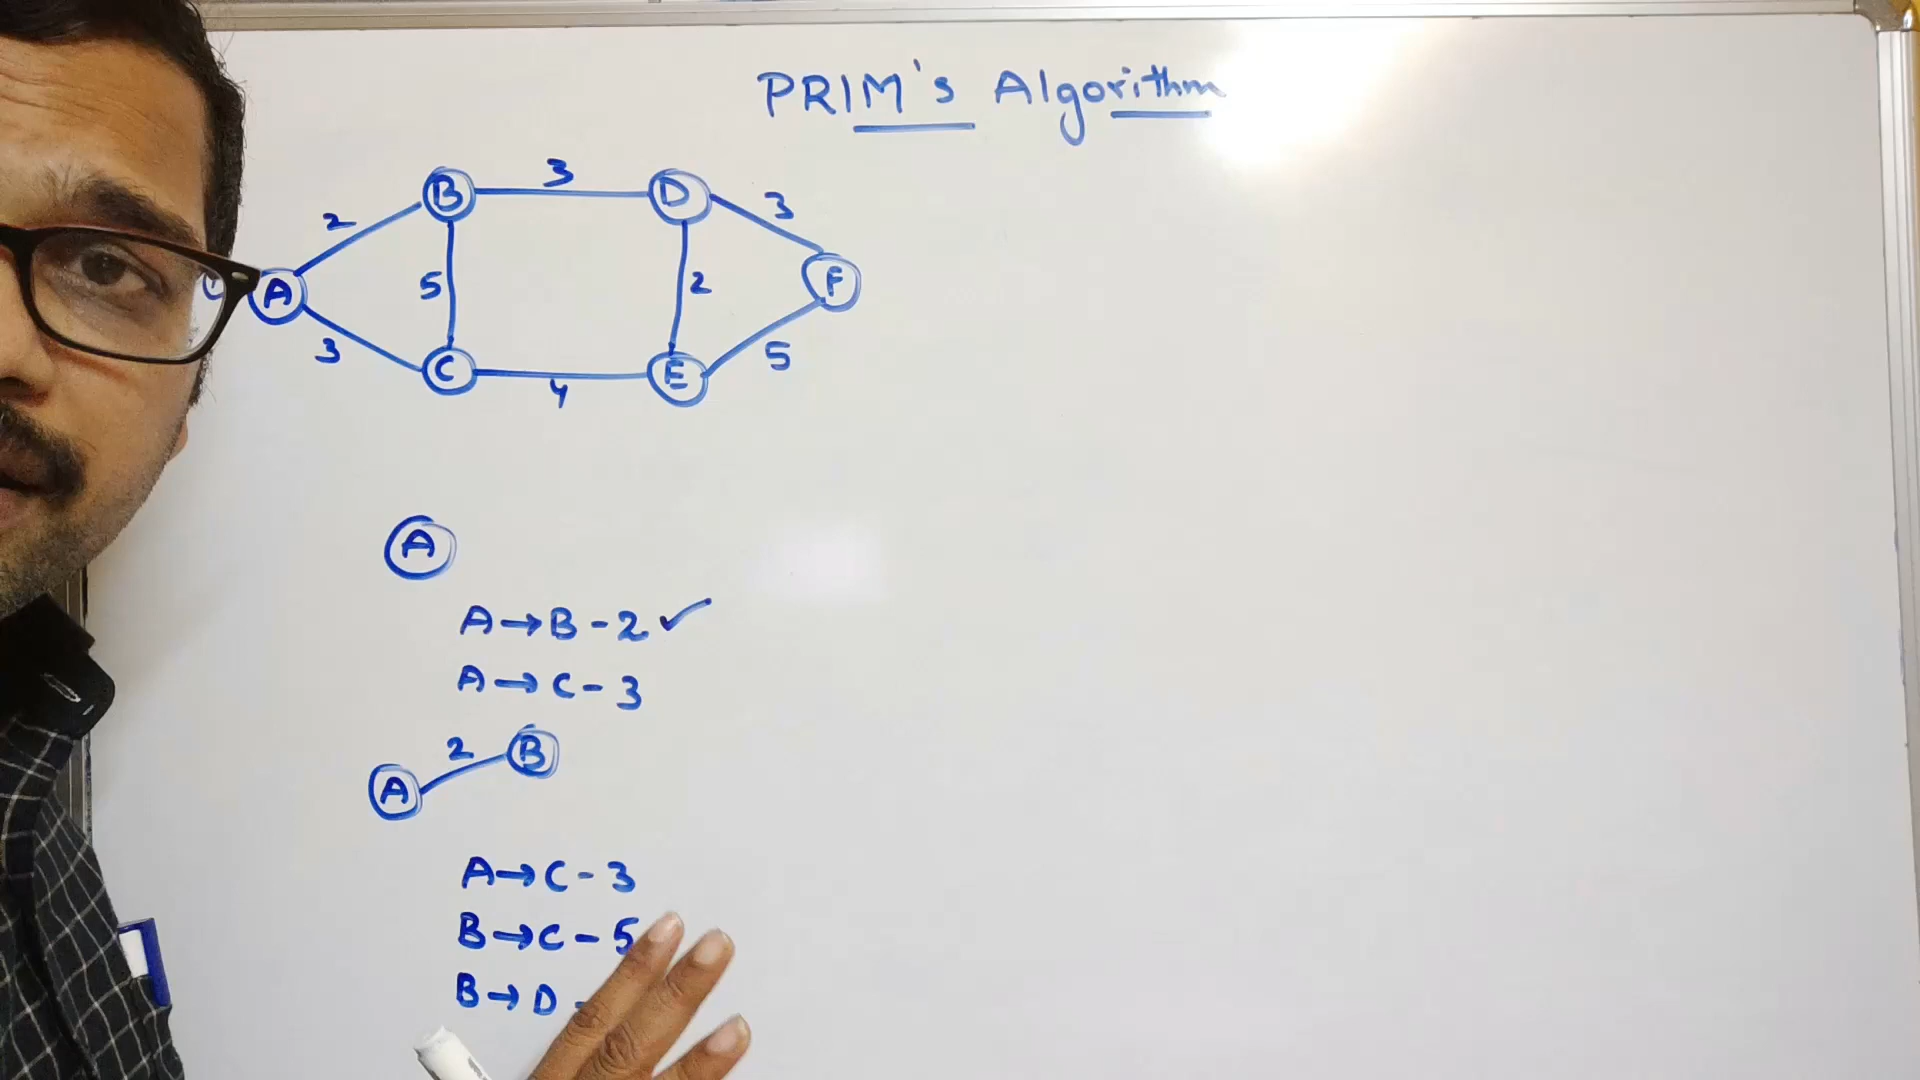 PRIM's Algorithm
3
B
D
2
3
A
5
2
F
3
C
E
5
4
A
A→B-2 ✓
A→C-3
2
B
A
A→C-3
B→C-5
B→D-